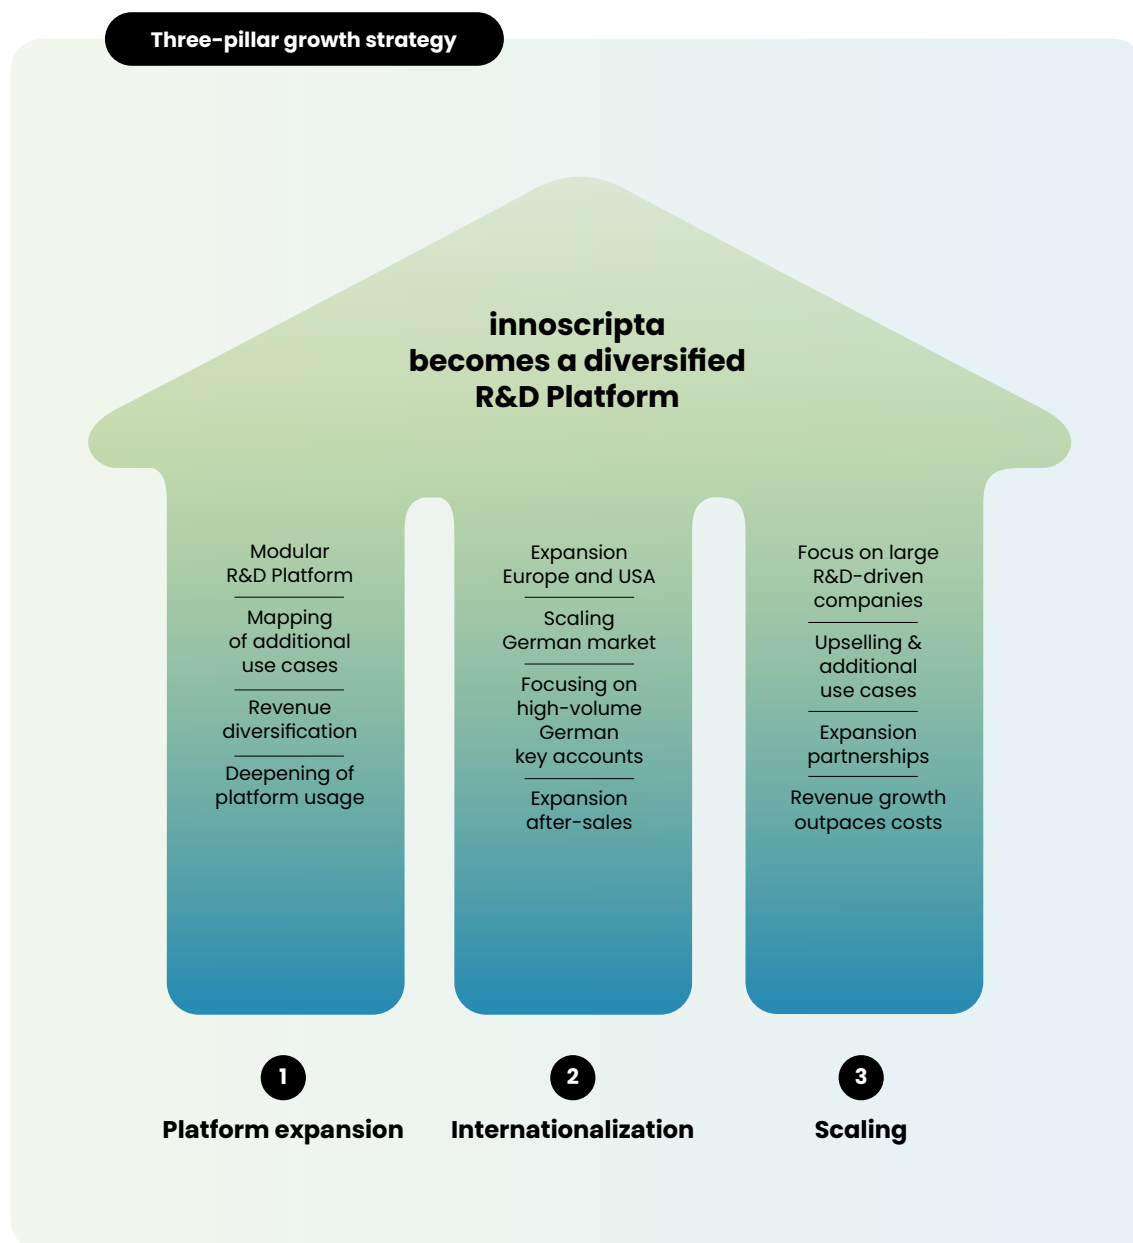 Three-pillar growth strategy
innoscripta
becomes a diversified
R&D Platform
Modular
R&D Platform
Mapping
of additional
use cases
Revenue
diversification
Deepening of
platform usage
Expansion
Europe and USA
Scaling
German market
Focusing on
high-volume
German
key accounts
Expansion
after-sales
Focus on large
R&D-driven
companies
Upselling &
additional
use cases
Expansion
partnerships
Revenue growth
outpaces costs
1
Platform expansion
2
Internationalization
3
Scaling